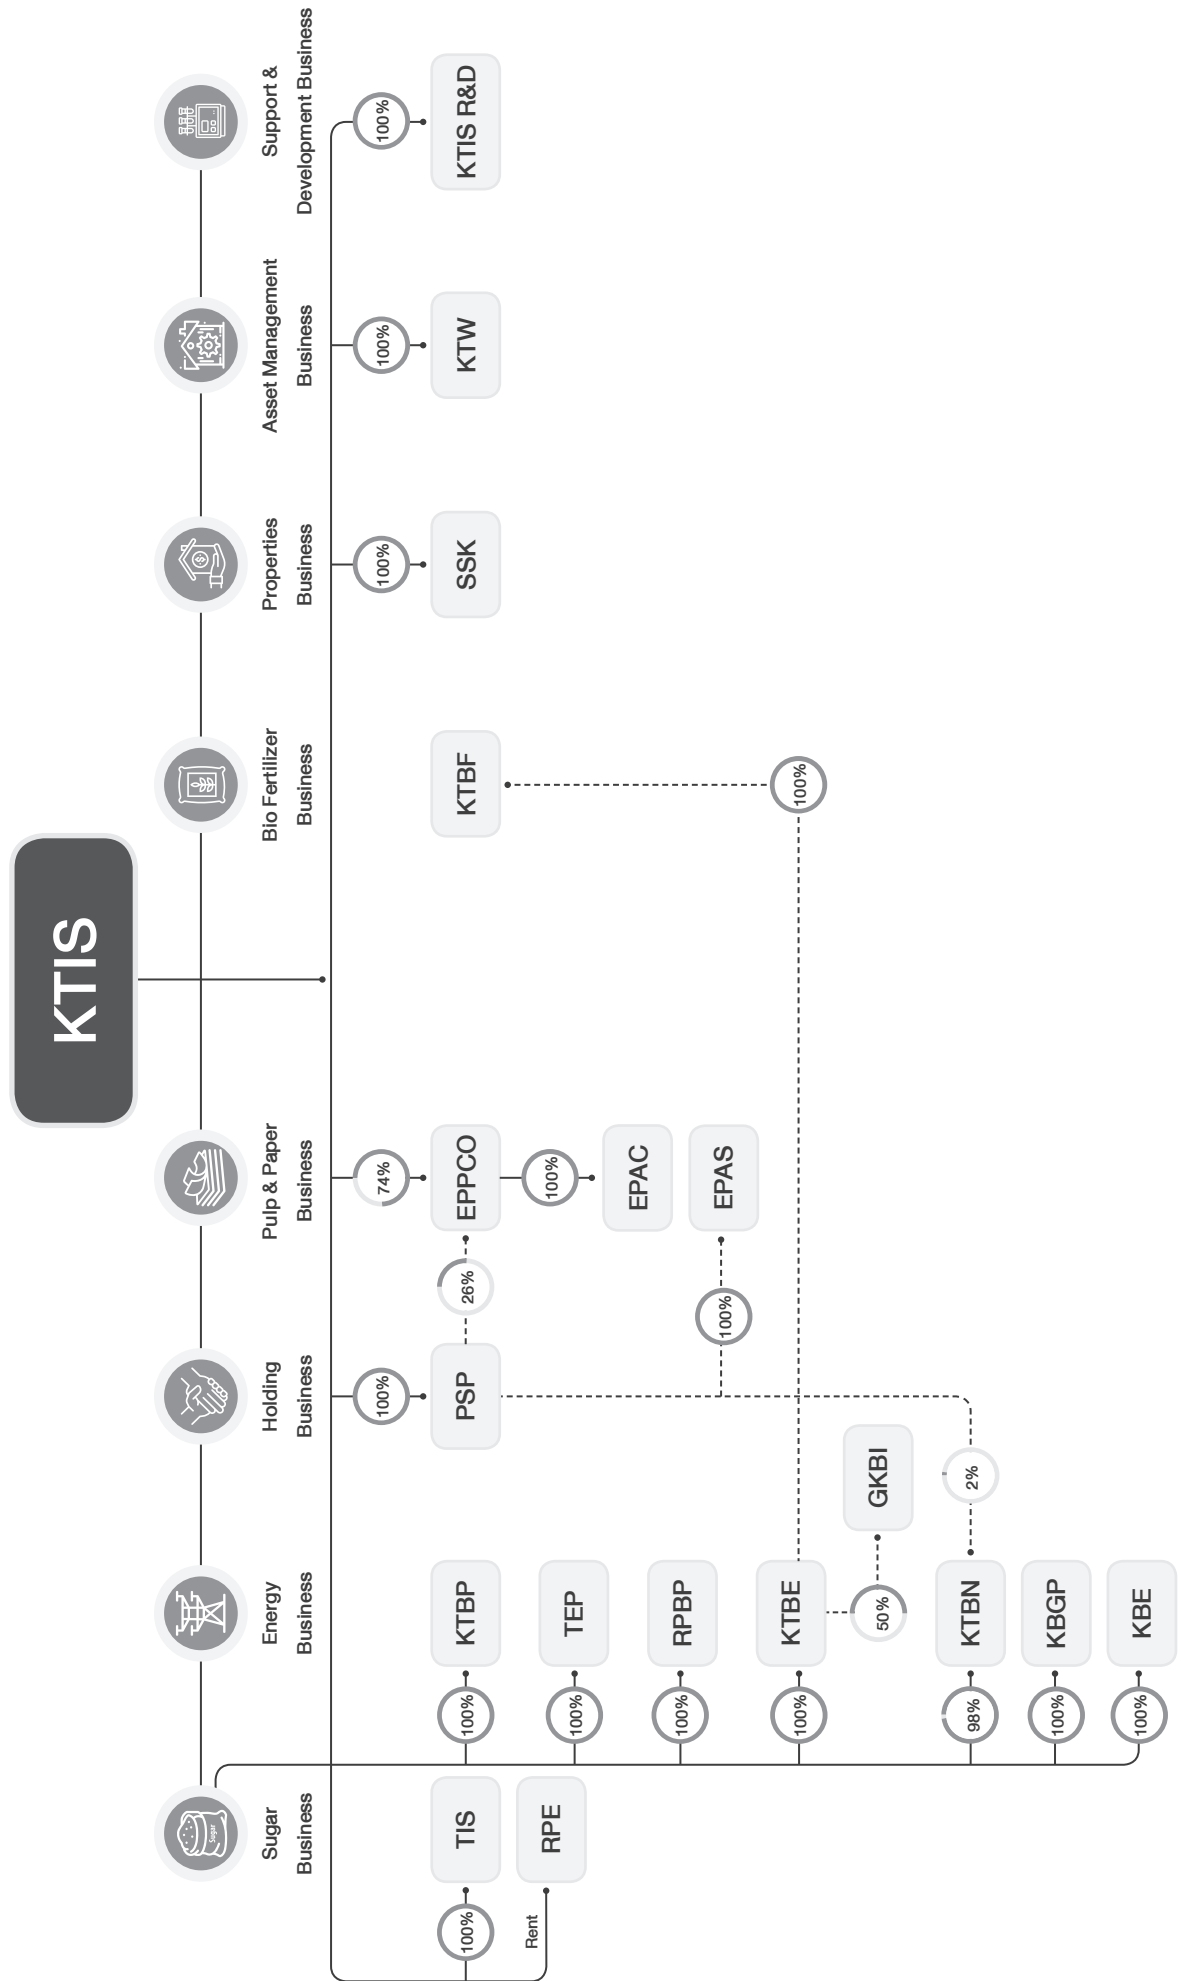 KTIS
Sugar
Sugar
Business
Energy
Business
Holding
Business
Pulp & Paper
Business
Bio Fertilizer
Business
Properties
Business
Asset Management
Business
Support &
Development Business
100%
TIS
Rent
RPE
100%
KTBP
100%
TEP
100%
RPBP
100%
KTBE
50%
GKBI
98%
KTBN
2%
100%
KBGP
100%
KBE
100%
PSP
26%
74%
EPPCO
100%
EPAC
100%
EPAS
100%
KTBF
100%
SSK
100%
KTW
100%
KTIS R&D